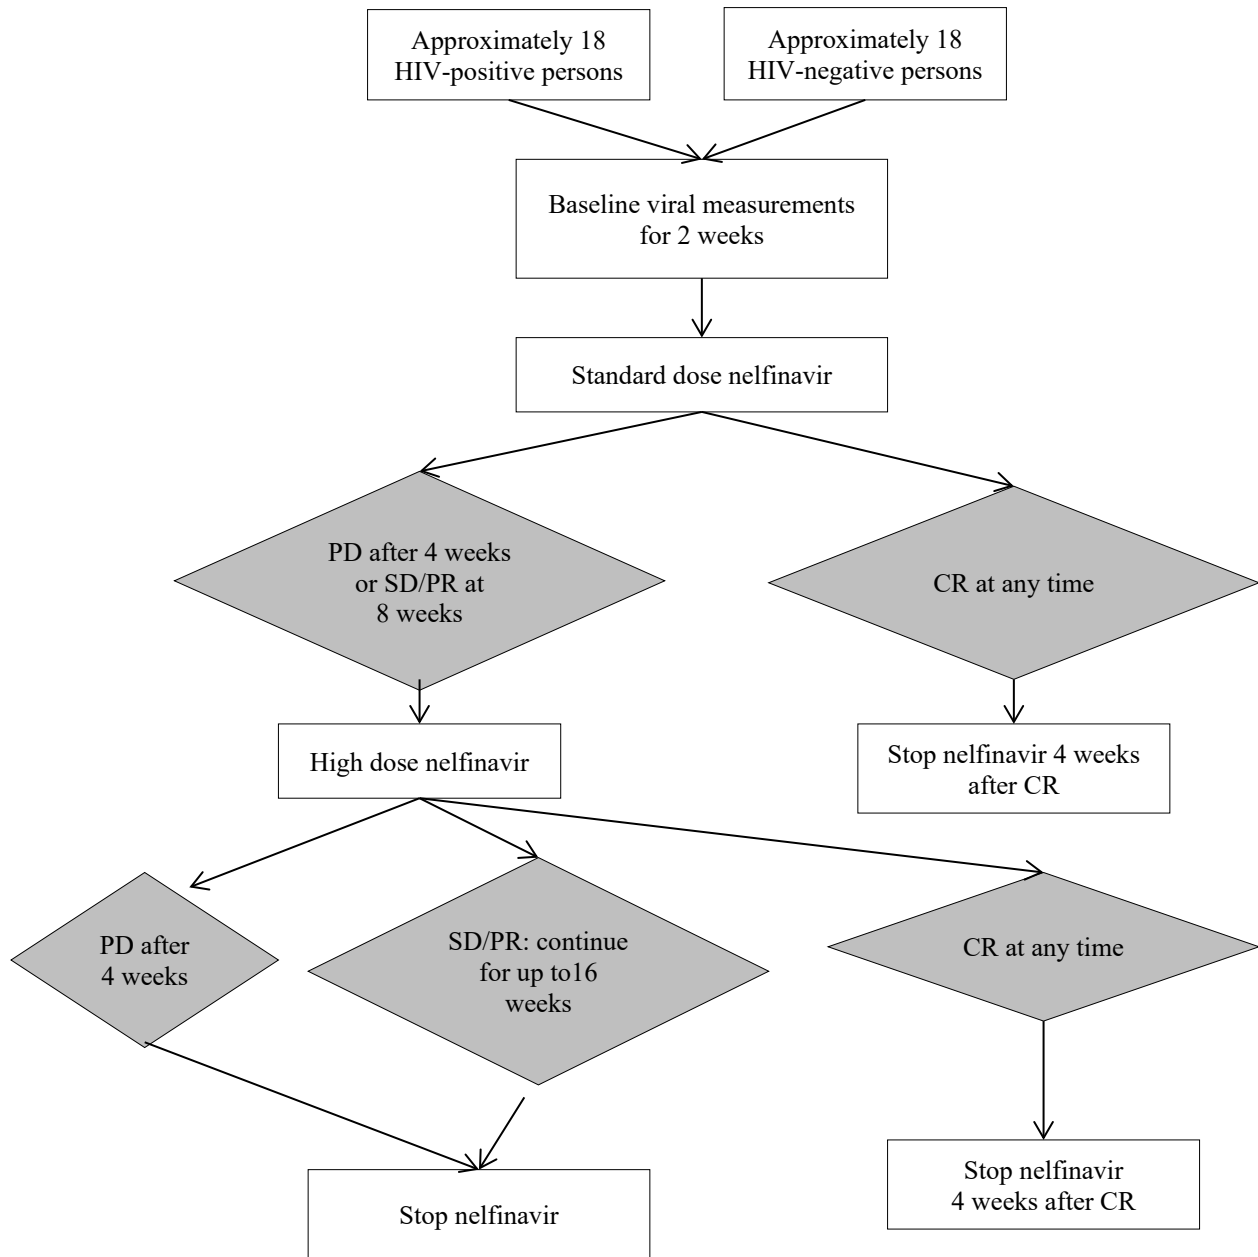 Approximately 18
HIV-positive persons
Approximately 18
HIV-negative persons
Baseline viral measurements
for 2 weeks
Standard dose nelfinavir
PD after 4 weeks
or SD/PR at
8 weeks
CR at any time
High dose nelfinavir
Stop nelfinavir 4 weeks
after CR
PD after
4 weeks
SD/PR: continue
for up to16
weeks
CR at any time
Stop nelfinavir
Stop nelfinavir
4 weeks after CR